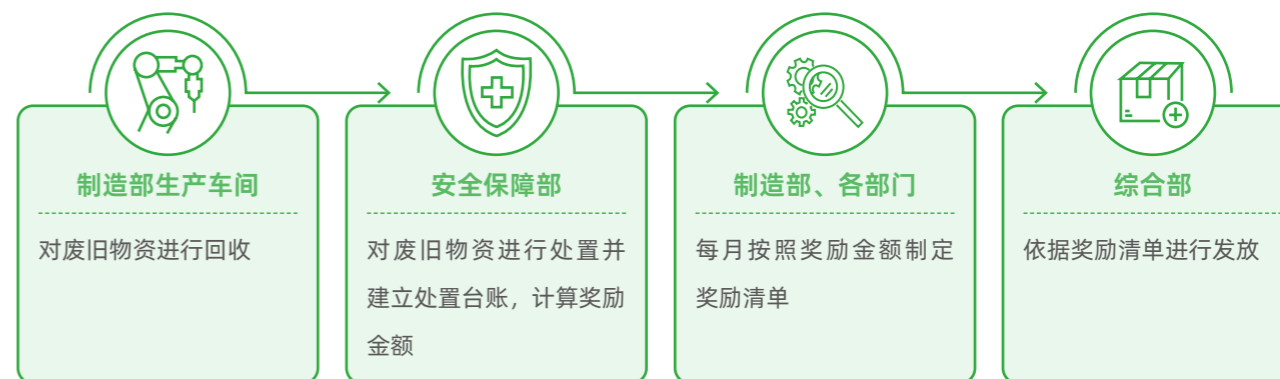 制造部生产车间
对废旧物资进行回收
安全保障部
对废旧物资进行处置并
建立处置台账，计算奖励
金额
制造部、各部门
每月按照奖励金额制定
奖励清单
综合部
依据奖励清单进行发放